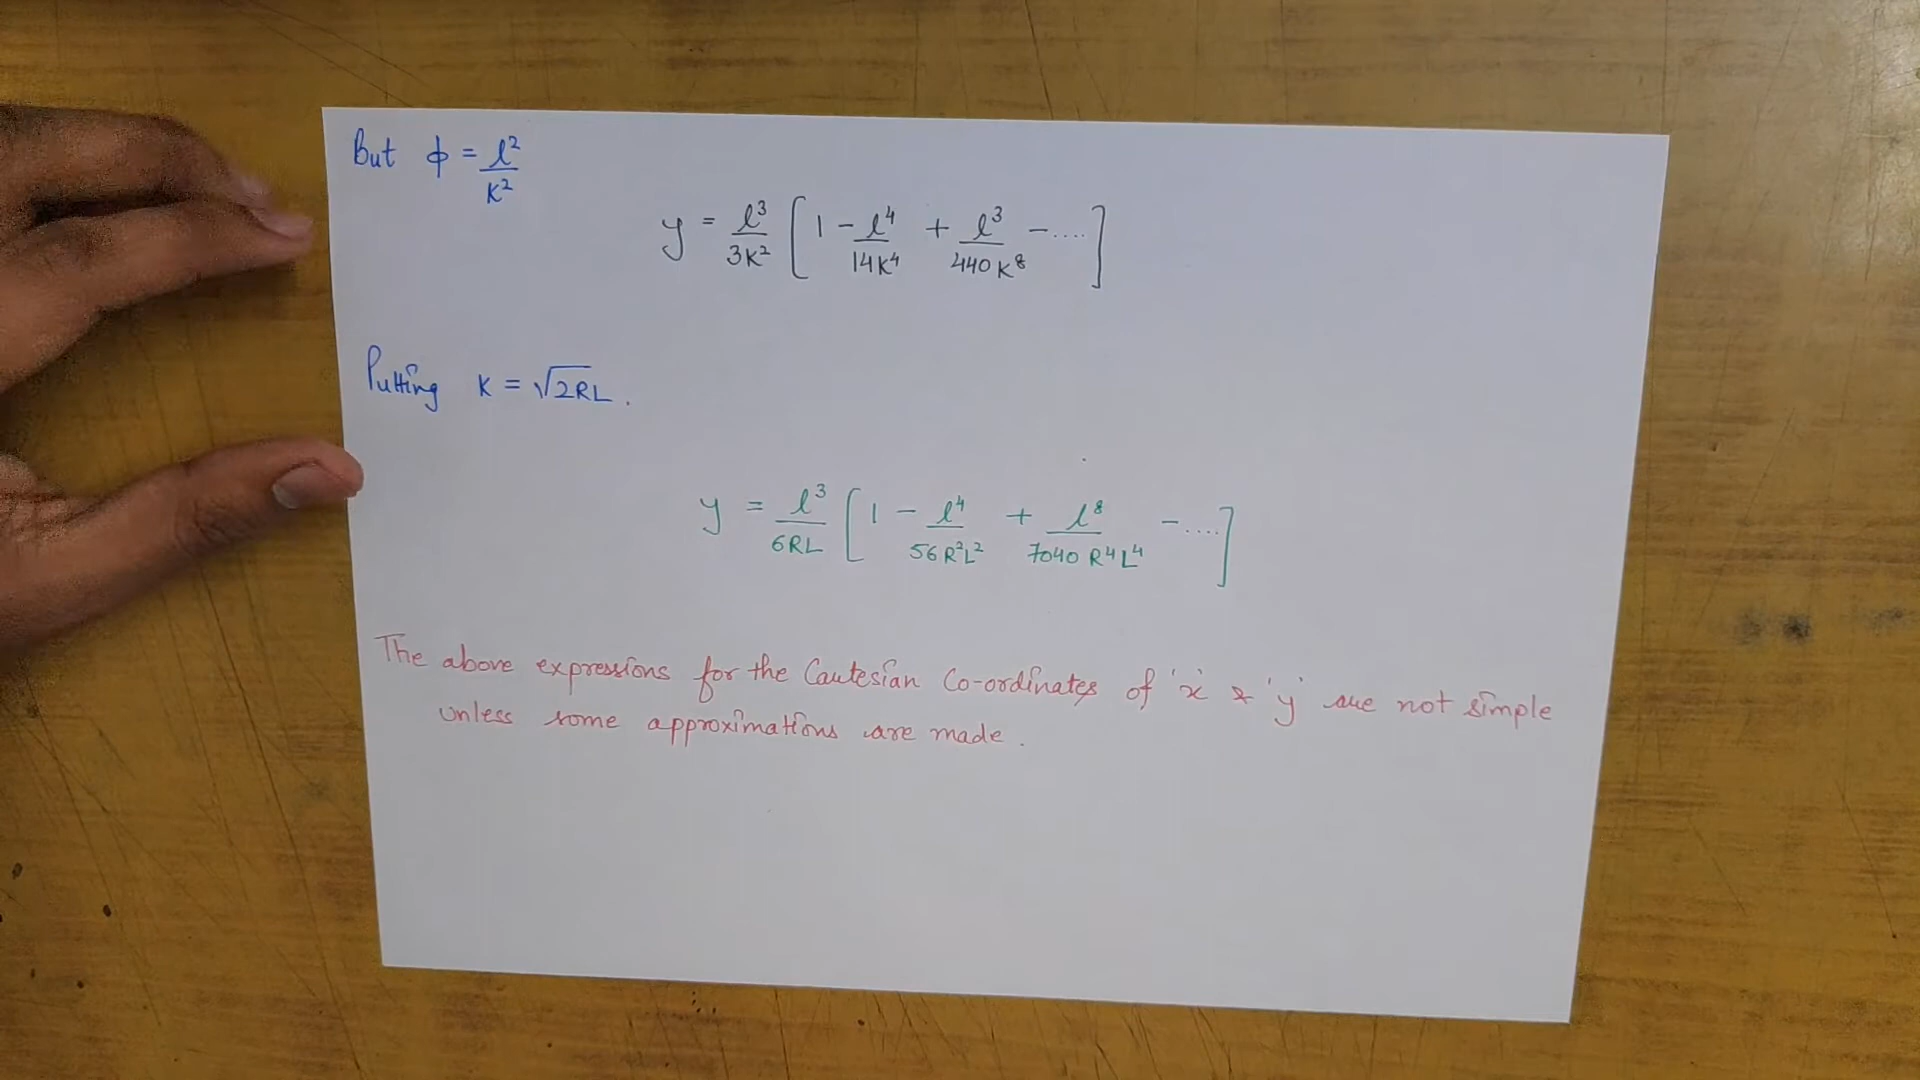 But φ = l²/K²
y = l³/3K² [1 - l⁴/14K⁴ + l³/440K⁸ - ....]
Putting K = √2RL.
y = l³/6RL [1 - l⁴/56R²L² + l⁸/7040R⁴L⁴ - ....]
The above expressions for the Cautesian Co-ordinates of 'x' & 'y' are not simple
unless some approximations are made.